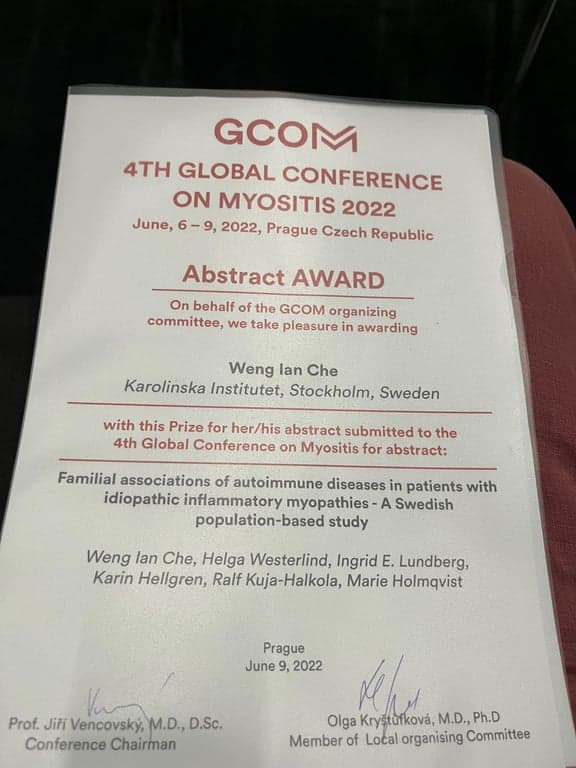 GCOM
4TH GLOBAL CONFERENCE
ON MYOSITIS 2022
June, 6 – 9, 2022, Prague Czech Republic
Abstract AWARD
On behalf of the GCOM organizing
committee, we take pleasure in awarding
Weng Ian Che
Karolinska Institutet, Stockholm, Sweden
with this Prize for her/his abstract submitted to the
4th Global Conference on Myositis for abstract:
Familial associations of autoimmune diseases in patients with
idiopathic inflammatory myopathies - A Swedish
population-based study
Weng Ian Che, Helga Westerlind, Ingrid E. Lundberg,
Karin Hellgren, Ralf Kuja-Halkola, Marie Holmqvist
Prague
June 9, 2022
Prof. Jiří Vencovský, M.D., D.Sc.
Conference Chairman
Olga Kryštůfková, M.D., Ph.D
Member of Local organising Committee